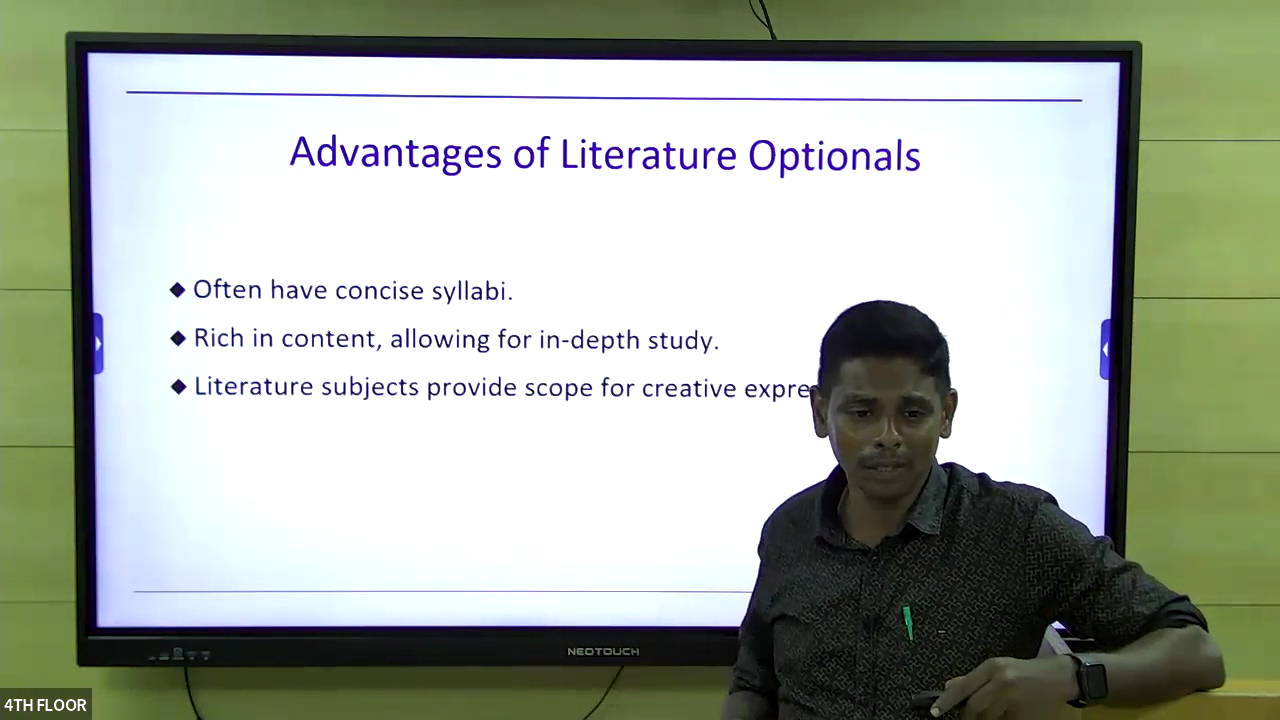 Advantages of Literature Optionals
Often have concise syllabi.
Rich in content, allowing for in-depth study.
Literature subjects provide scope for creative expre
NEOTOUCH
4TH FLOOR